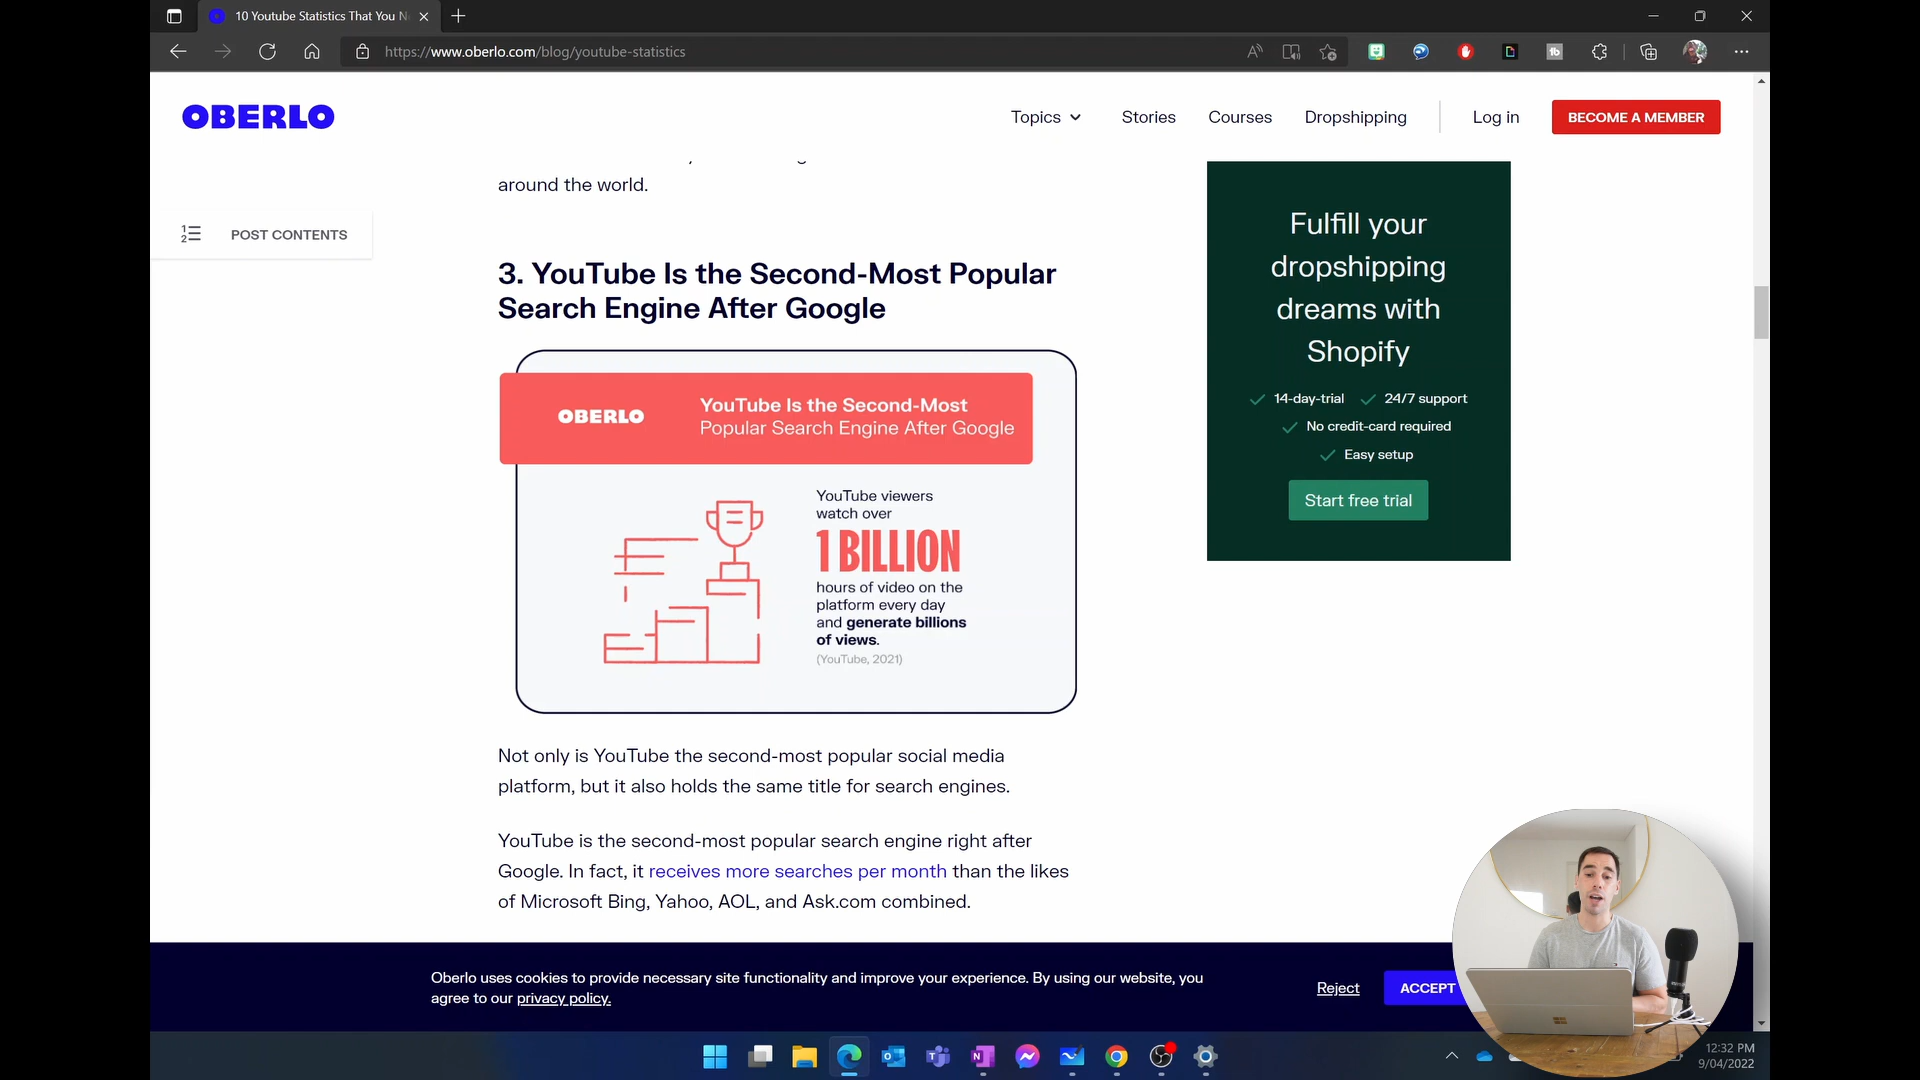 10 Youtube Statistics That You N
https://www.oberlo.com/blog/youtube-statistics
OBERLO
Topics
Stories
Courses
Dropshipping
Log in
BECOME A MEMBER
around the world.
POST CONTENTS
3. YouTube Is the Second-Most Popular
Search Engine After Google
OBERLO
YouTube Is the Second-Most
Popular Search Engine After Google
YouTube viewers
watch over
1 BILLION
hours of video on the
platform every day
and generate billions
of views.
(YouTube, 2021)
Fulfill your
dropshipping
dreams with
Shopify
14-day-trial
24/7 support
No credit-card required
Easy setup
Start free trial
Not only is YouTube the second-most popular social media
platform, but it also holds the same title for search engines.
YouTube is the second-most popular search engine right after
Google. In fact, it receives more searches per month than the likes
of Microsoft Bing, Yahoo, AOL, and Ask.com combined.
Oberlo uses cookies to provide necessary site functionality and improve your experience. By using our website, you
agree to our privacy policy.
Reject
ACCEPT
12:32 PM
9/04/2022